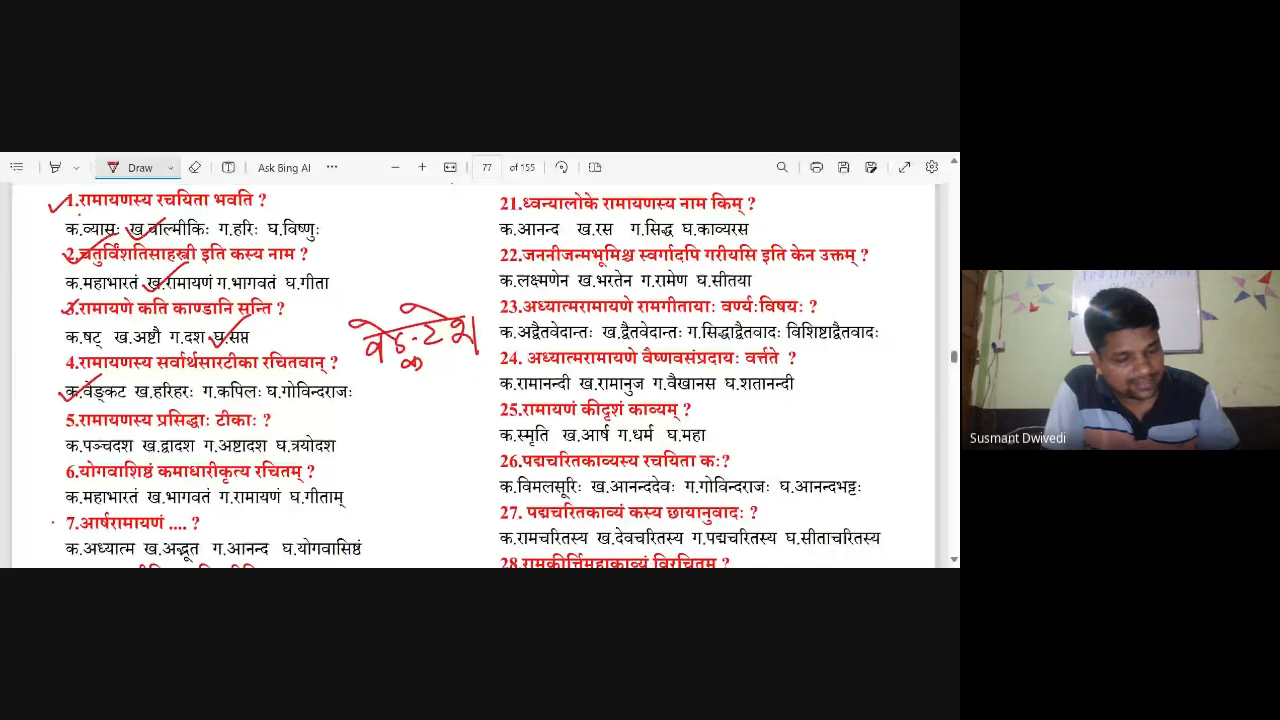 Draw
Ask Bing AI
77 of 155
1.रामायणस्य रचयिता भवति ?
क.व्यासः ख.वाल्मीकिः ग.हरिः घ.विष्णुः
2.चतुर्विंशतिसाहस्त्री इति कस्य नाम ?
क.महाभारतं ख.रामायणं ग.भागवतं घ.गीता
3.रामायणे कति काण्डानि सन्ति ?
क.षट् ख.अष्टौ ग.दश घ.सप्त
4.रामायणस्य सर्वार्थसारटीका रचितवान् ?
क.वेङ्कट ख.हरिहरः ग.कपिलः घ.गोविन्दराजः
5.रामायणस्य प्रसिद्धाः टीकाः ?
क.पञ्चदश ख.द्वादश ग.अष्टादश घ.त्रयोदश
6.योगवाशिष्ठं कमाधारीकृत्य रचितम् ?
क.महाभारतं ख.भागवतं ग.रामायणं घ.गीताम्
7.आर्षरामायणं .... ?
क.अध्यात्म ख.अद्भूत ग.आनन्द घ.योगवासिष्ठं
21.ध्वन्यालोके रामायणस्य नाम किम् ?
क.आनन्द ख.रस ग.सिद्ध घ.काव्यरस
22.जननीजन्मभूमिश्च स्वर्गादपि गरीयसि इति केन उक्तम् ?
क.लक्ष्मणेन ख.भरतेन ग.रामेण घ.सीतया
23.अध्यात्मरामायणे रामगीतायाः वर्ण्यःविषयः ?
क.अद्वैतवेदान्तः ख.द्वैतवेदान्तः ग.सिद्धाद्वैतवादः विशिष्टाद्वैतवादः
24. अध्यात्मरामायणे वैष्णवसंप्रदायः वर्त्तते ?
क.रामानन्दी ख.रामानुज ग.वैखानस घ.शतानन्दी
25.रामायणं कीदृशं काव्यम् ?
क.स्मृति ख.आर्ष ग.धर्म घ.महा
26.पद्मचरितकाव्यस्य रचयिता कः?
क.विमलसूरिः ख.आनन्ददेवः ग.गोविन्दराजः घ.आनन्दभट्टः
27. पद्मचरितकाव्यं कस्य छायानुवादः ?
क.रामचरितस्य ख.देवचरितस्य ग.पद्मचरितस्य घ.सीताचरितस्य
28.रामकीर्त्तिमहाकाव्यं विरचितम् ?
Susmant Dwivedi